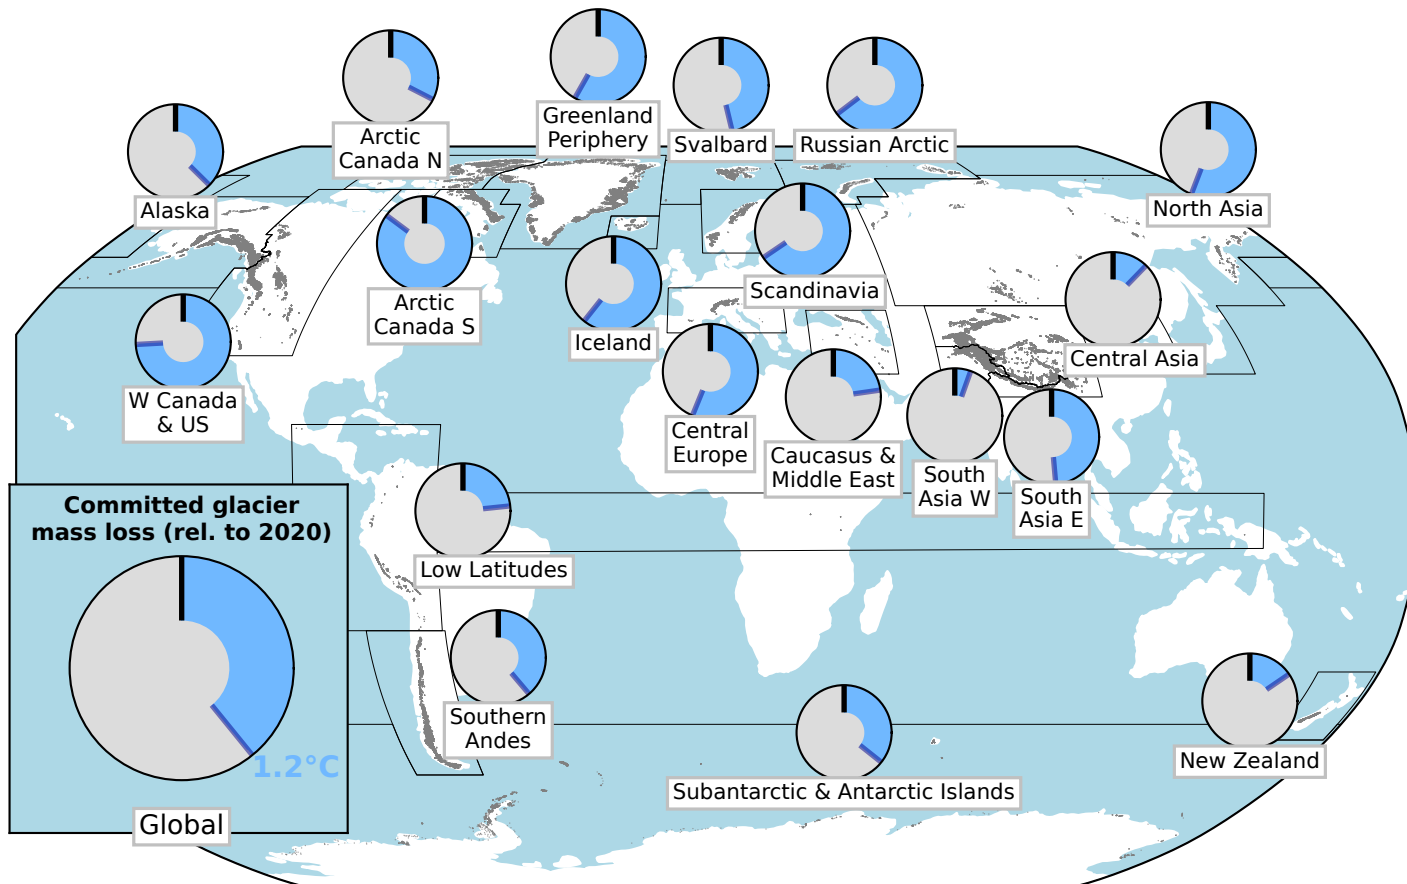 Greenland
Periphery
Arctic
Canada N
Svalbard
Russian Arctic
Alaska
North Asia
Arctic
Canada S
Scandinavia
Iceland
Central Asia
W Canada
& US
Central
Europe
Caucasus &
Middle East
South
Asia W
South
Asia E
Committed glacier
mass loss (rel. to 2020)
1.2°C
Global
Low Latitudes
Southern
Andes
Subantarctic & Antarctic Islands
New Zealand